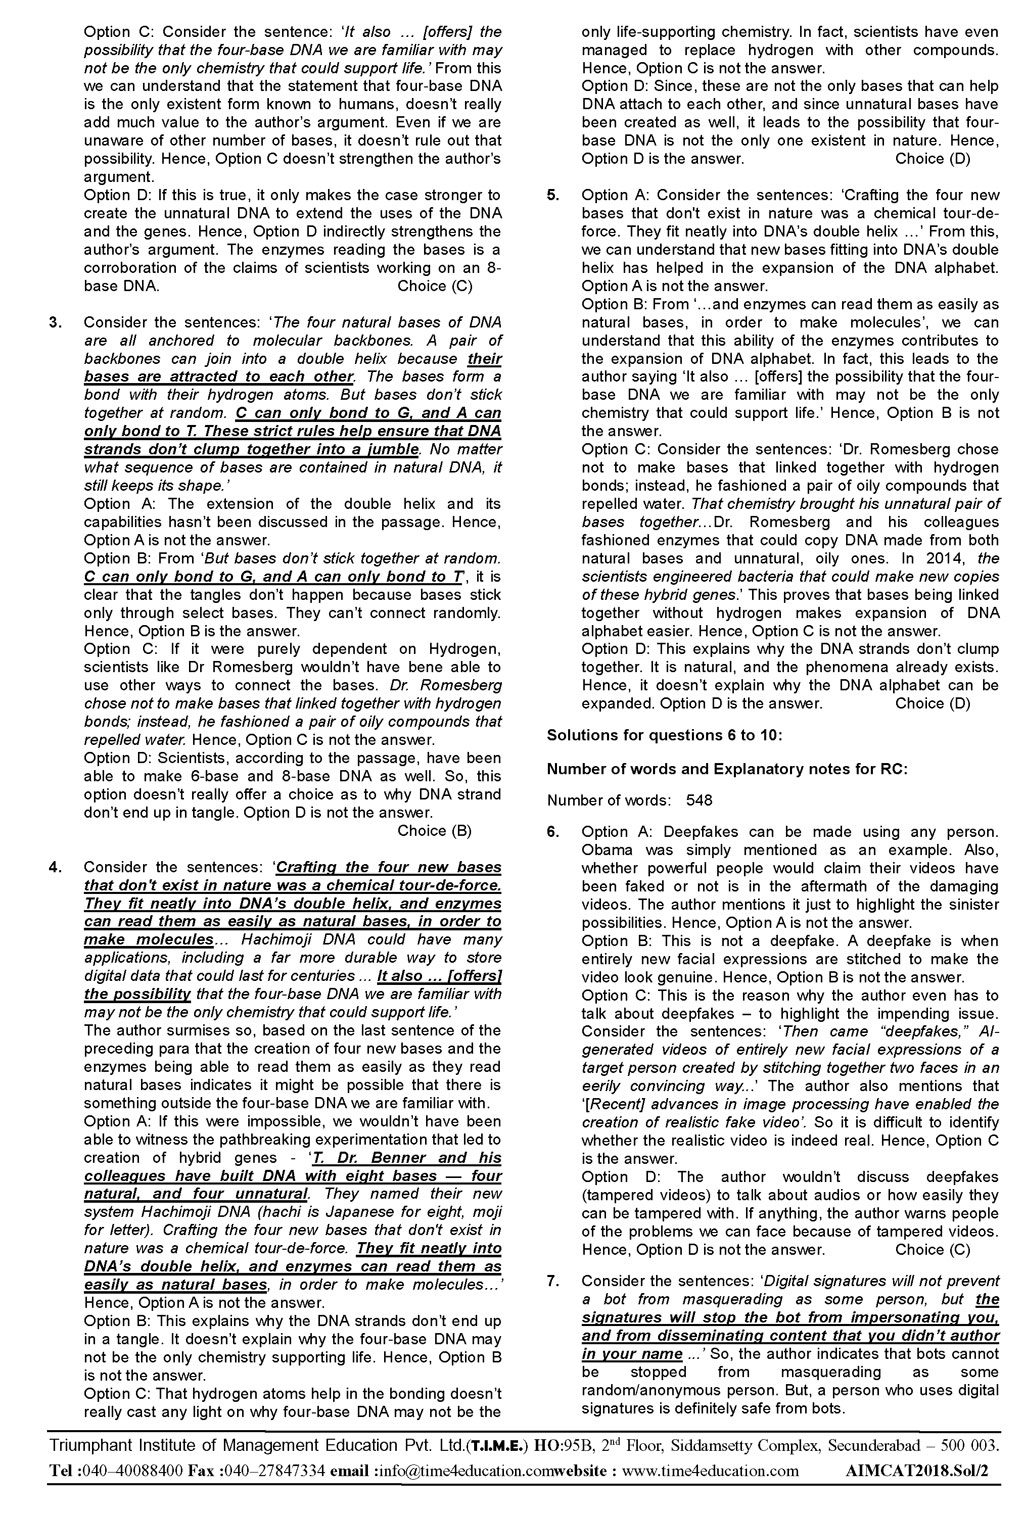 Option C: Consider the sentence: 'It also … [offers] the
possibility that the four-base DNA we are familiar with may
not be the only chemistry that could support life.' From this
we can understand that the statement that four-base DNA
is the only existent form known to humans, doesn't really
add much value to the author's argument. Even if we are
unaware of other number of bases, it doesn't rule out that
possibility. Hence, Option C doesn't strengthen the author's
argument.
Option D: If this is true, it only makes the case stronger to
create the unnatural DNA to extend the uses of the DNA
and the genes. Hence, Option D indirectly strengthens the
author's argument. The enzymes reading the bases is a
corroboration of the claims of scientists working on an 8-
base DNA. Choice (C)
3. Consider the sentences: 'The four natural bases of DNA
are all anchored to molecular backbones. A pair of
backbones can join into a double helix because their
bases are attracted to each other. The bases form a
bond with their hydrogen atoms. But bases don't stick
together at random. C can only bond to G, and A can
only bond to T. These strict rules help ensure that DNA
strands don't clump together into a jumble. No matter
what sequence of bases are contained in natural DNA, it
still keeps its shape.'
Option A: The extension of the double helix and its
capabilities hasn't been discussed in the passage. Hence,
Option A is not the answer.
Option B: From 'But bases don't stick together at random.
C can only bond to G, and A can only bond to T', it is
clear that the tangles don't happen because bases stick
only through select bases. They can't connect randomly.
Hence, Option B is the answer.
Option C: If it were purely dependent on Hydrogen,
scientists like Dr Romesberg wouldn't have bene able to
use other ways to connect the bases. Dr. Romesberg
chose not to make bases that linked together with hydrogen
bonds; instead, he fashioned a pair of oily compounds that
repelled water. Hence, Option C is not the answer.
Option D: Scientists, according to the passage, have been
able to make 6-base and 8-base DNA as well. So, this
option doesn't really offer a choice as to why DNA strand
don't end up in tangle. Option D is not the answer.
Choice (B)
4. Consider the sentences: 'Crafting the four new bases
that don't exist in nature was a chemical tour-de-force.
They fit neatly into DNA's double helix, and enzymes
can read them as easily as natural bases, in order to
make molecules… Hachimoji DNA could have many
applications, including a far more durable way to store
digital data that could last for centuries … It also … [offers]
the possibility that the four-base DNA we are familiar with
may not be the only chemistry that could support life.'
The author surmises so, based on the last sentence of the
preceding para that the creation of four new bases and the
enzymes being able to read them as easily as they read
natural bases indicates it might be possible that there is
something outside the four-base DNA we are familiar with.
Option A: If this were impossible, we wouldn't have been
able to witness the pathbreaking experimentation that led to
creation of hybrid genes - 'T. Dr. Benner and his
colleagues have built DNA with eight bases — four
natural, and four unnatural. They named their new
system Hachimoji DNA (hachi is Japanese for eight, moji
for letter). Crafting the four new bases that don't exist in
nature was a chemical tour-de-force. They fit neatly into
DNA's double helix, and enzymes can read them as
easily as natural bases, in order to make molecules…'
Hence, Option A is not the answer.
Option B: This explains why the DNA strands don't end up
in a tangle. It doesn't explain why the four-base DNA may
not be the only chemistry supporting life. Hence, Option B
is not the answer.
Option C: That hydrogen atoms help in the bonding doesn't
really cast any light on why four-base DNA may not be the
only life-supporting chemistry. In fact, scientists have even
managed to replace hydrogen with other compounds.
Hence, Option C is not the answer.
Option D: Since, these are not the only bases that can help
DNA attach to each other, and since unnatural bases have
been created as well, it leads to the possibility that four-
base DNA is not the only one existent in nature. Hence,
Option D is the answer. Choice (D)
5. Option A: Consider the sentences: 'Crafting the four new
bases that don't exist in nature was a chemical tour-de-
force. They fit neatly into DNA's double helix …' From this,
we can understand that new bases fitting into DNA's double
helix has helped in the expansion of the DNA alphabet.
Option A is not the answer.
Option B: From '…and enzymes can read them as easily as
natural bases, in order to make molecules', we can
understand that this ability of the enzymes contributes to
the expansion of DNA alphabet. In fact, this leads to the
author saying 'It also … [offers] the possibility that the four-
base DNA we are familiar with may not be the only
chemistry that could support life.' Hence, Option B is not
the answer.
Option C: Consider the sentences: 'Dr. Romesberg chose
not to make bases that linked together with hydrogen
bonds; instead, he fashioned a pair of oily compounds that
repelled water. That chemistry brought his unnatural pair of
bases together…Dr. Romesberg and his colleagues
fashioned enzymes that could copy DNA made from both
natural bases and unnatural, oily ones. In 2014, the
scientists engineered bacteria that could make new copies
of these hybrid genes.' This proves that bases being linked
together without hydrogen makes expansion of DNA
alphabet easier. Hence, Option C is not the answer.
Option D: This explains why the DNA strands don't clump
together. It is natural, and the phenomena already exists.
Hence, it doesn't explain why the DNA alphabet can be
expanded. Option D is the answer. Choice (D)
Solutions for questions 6 to 10:
Number of words and Explanatory notes for RC:
Number of words: 548
6. Option A: Deepfakes can be made using any person.
Obama was simply mentioned as an example. Also,
whether powerful people would claim their videos have
been faked or not is in the aftermath of the damaging
videos. The author mentions it just to highlight the sinister
possibilities. Hence, Option A is not the answer.
Option B: This is not a deepfake. A deepfake is when
entirely new facial expressions are stitched to make the
video look genuine. Hence, Option B is not the answer.
Option C: This is the reason why the author even has to
talk about deepfakes – to highlight the impending issue.
Consider the sentences: 'Then came “deepfakes,” AI-
generated videos of entirely new facial expressions of a
target person created by stitching together two faces in an
eerily convincing way...' The author also mentions that
'[Recent] advances in image processing have enabled the
creation of realistic fake video'. So it is difficult to identify
whether the realistic video is indeed real. Hence, Option C
is the answer.
Option D: The author wouldn't discuss deepfakes
(tampered videos) to talk about audios or how easily they
can be tampered with. If anything, the author warns people
of the problems we can face because of tampered videos.
Hence, Option D is not the answer. Choice (C)
7. Consider the sentences: 'Digital signatures will not prevent
a bot from masquerading as some person, but the
signatures will stop the bot from impersonating you,
and from disseminating content that you didn't author
in your name ...' So, the author indicates that bots cannot
be stopped from masquerading as some
random/anonymous person. But, a person who uses digital
signatures is definitely safe from bots.
Triumphant Institute of Management Education Pvt. Ltd.(T.I.M.E.) HO:95B, 2nd Floor, Siddamsetty Complex, Secunderabad – 500 003.
Tel :040–40088400 Fax :040–27847334 email :info@time4education.comwebsite : www.time4education.com AIMCAT2018.Sol/2